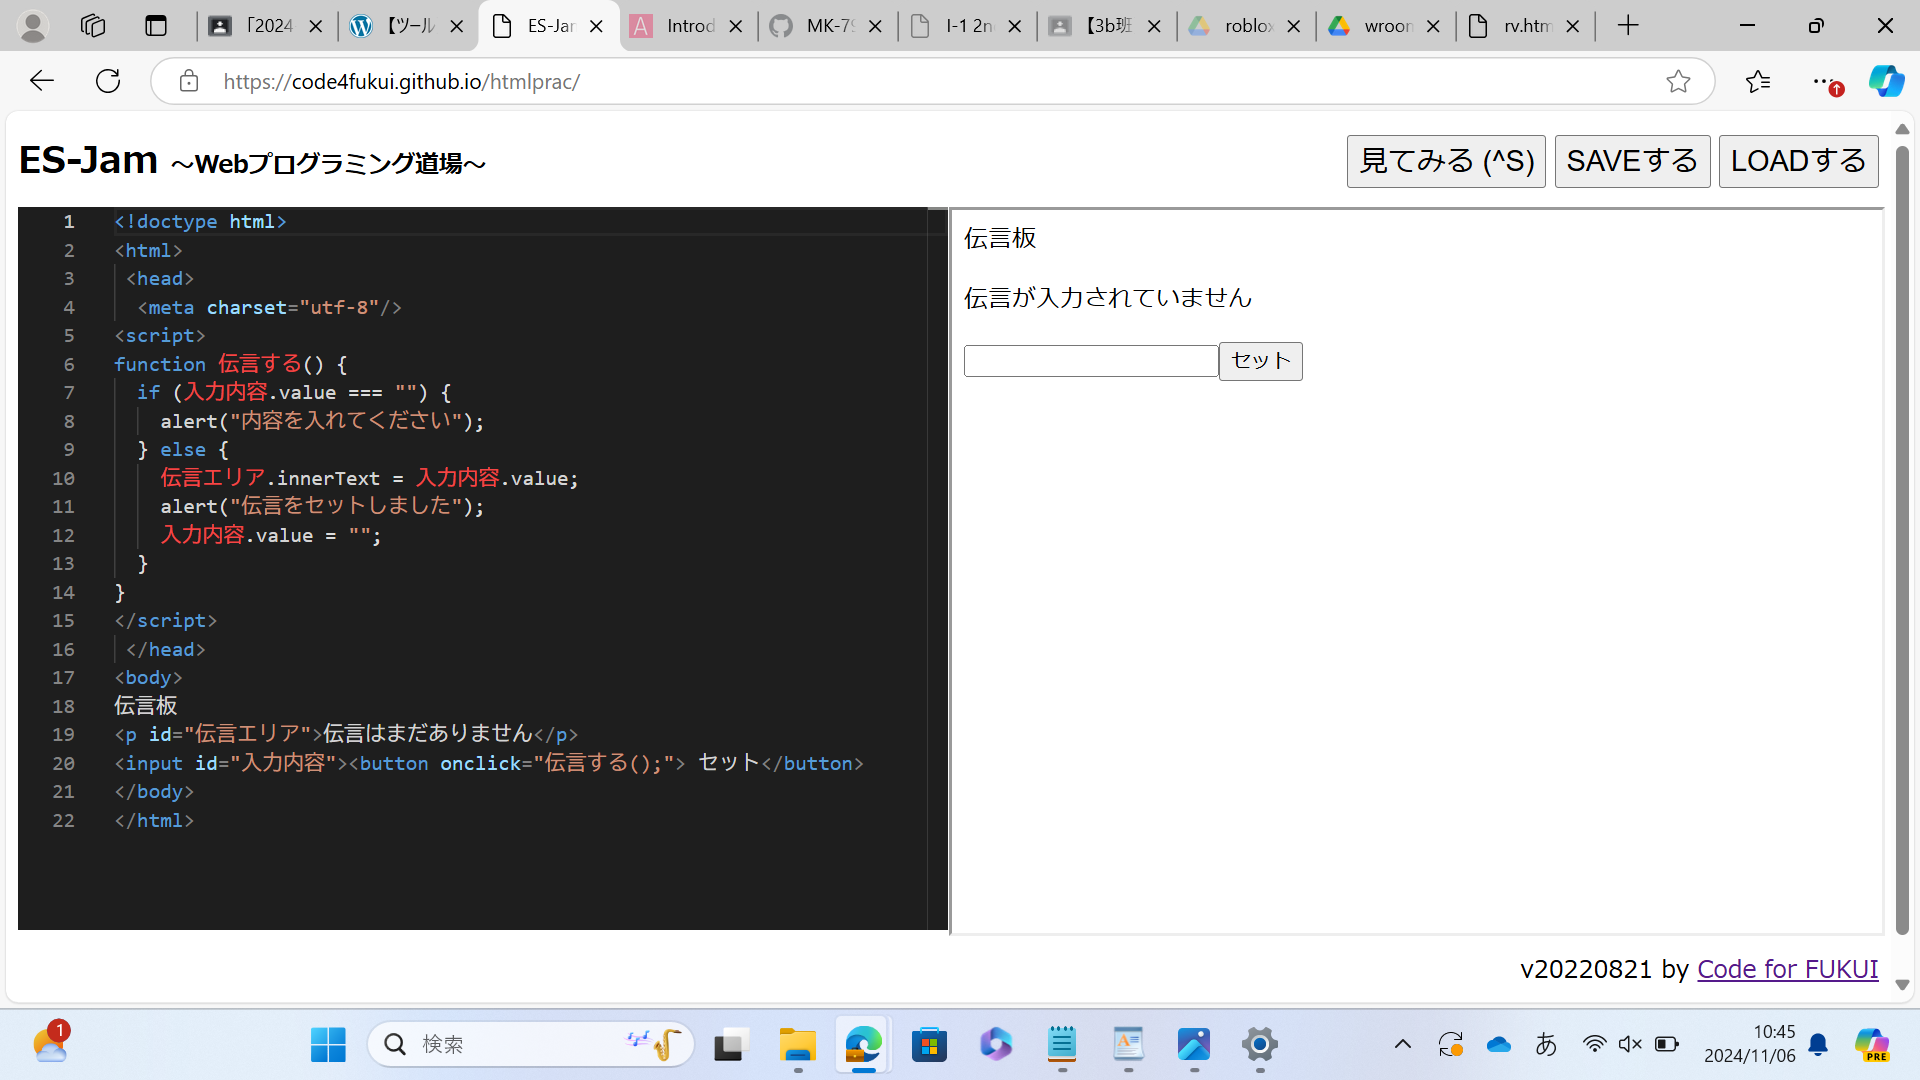 「2024
【ツール
ES-Jar
Introd
MK-79
I-1 2n
【3b班
roblox
wroon
rv.htm
https://code4fukui.github.io/htmlprac/
ES-Jam ～Webプログラミング道場～
見てみる (^S)
SAVEする
LOADする
1 <!doctype html>
2 <html>
3 <head>
4 <meta charset="utf-8"/>
5 <script>
6 function 伝言する() {
7 if (入力内容.value === "") {
8 alert("内容を入れてください");
9 } else {
10 伝言エリア.innerText = 入力内容.value;
11 alert("伝言をセットしました");
12 入力内容.value = "";
13 }
14 }
15 </script>
16 </head>
17 <body>
18 伝言板
19 <p id="伝言エリア">伝言はまだありません</p>
20 <input id="入力内容"><button onclick="伝言する();"> セット</button>
21 </body>
22 </html>
伝言板
伝言が入力されていません
セット
v20220821 by Code for FUKUI
1
検索
あ
10:45
2024/11/06
PRE